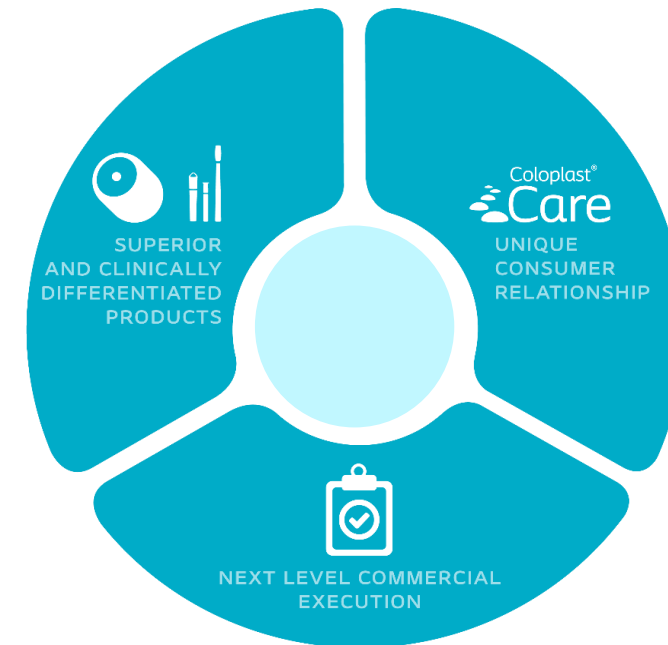 SUPERIOR
AND CLINICALLY
DIFFERENTIATED
PRODUCTS
Coloplast®
Care
UNIQUE
CONSUMER
RELATIONSHIP
NEXT LEVEL COMMERCIAL
EXECUTION